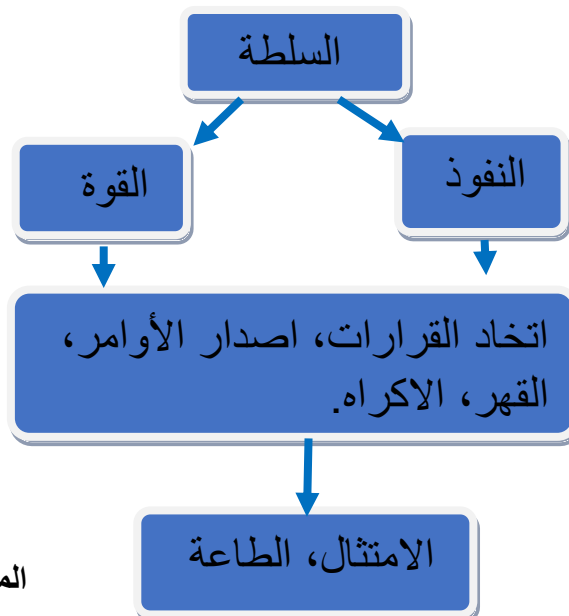 السلطة
النفوذ
القوة
اتخاد القرارات، اصدار الأوامر،
القهر، الاكراه.
الامتثال، الطاعة